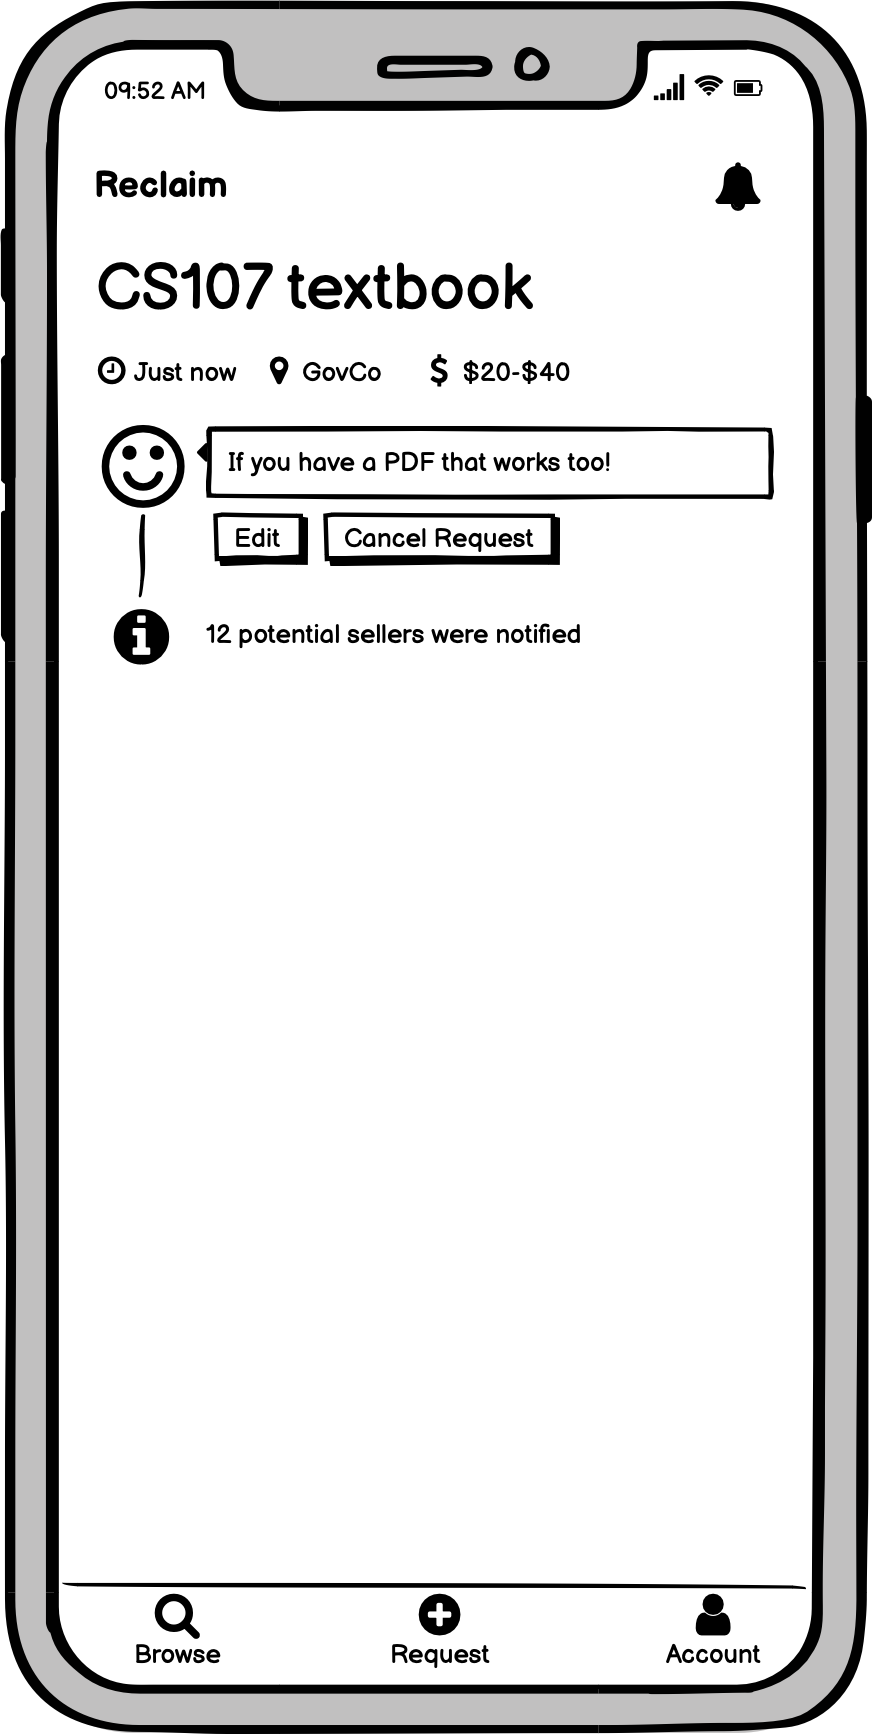 09:52 AM
Reclaim
CS107 textbook
Just now GovCo $20-$40
If you have a PDF that works too!
Edit Cancel Request
12 potential sellers were notified
Browse Request Account